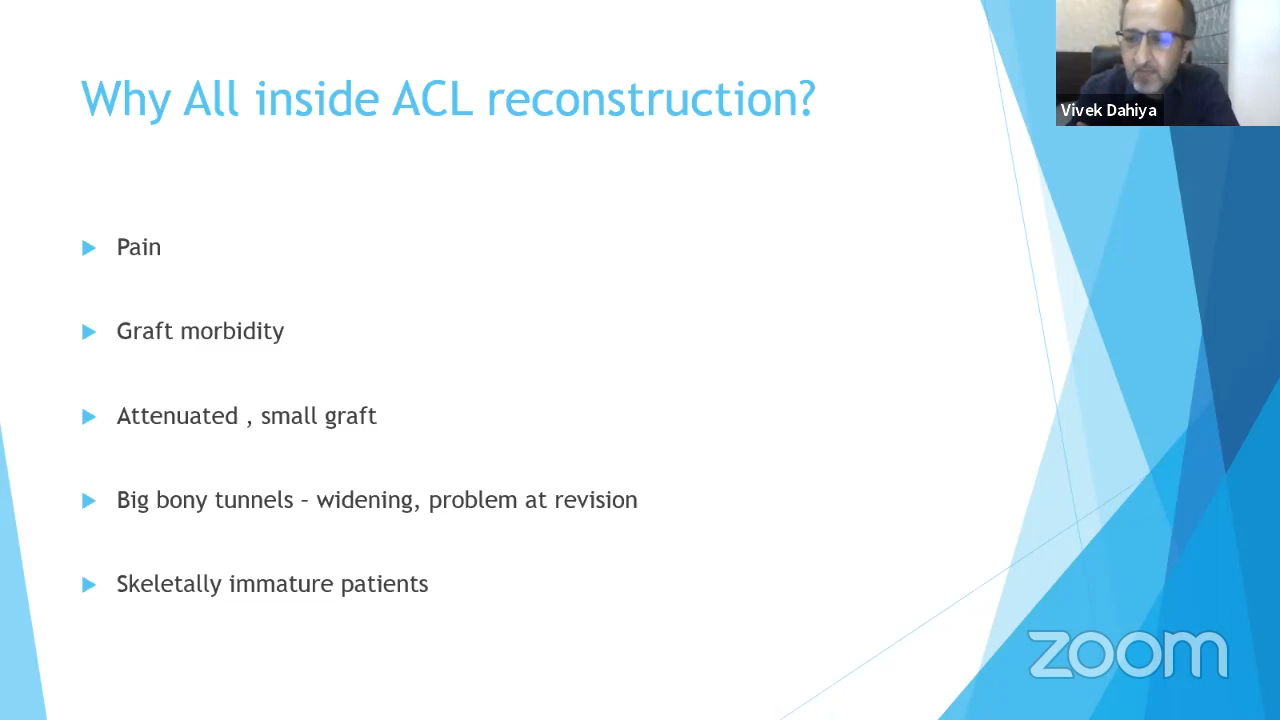 Why All inside ACL reconstruction?
Vivek Dahiya
Pain
Graft morbidity
Attenuated , small graft
Big bony tunnels – widening, problem at revision
Skeletally immature patients
zoom